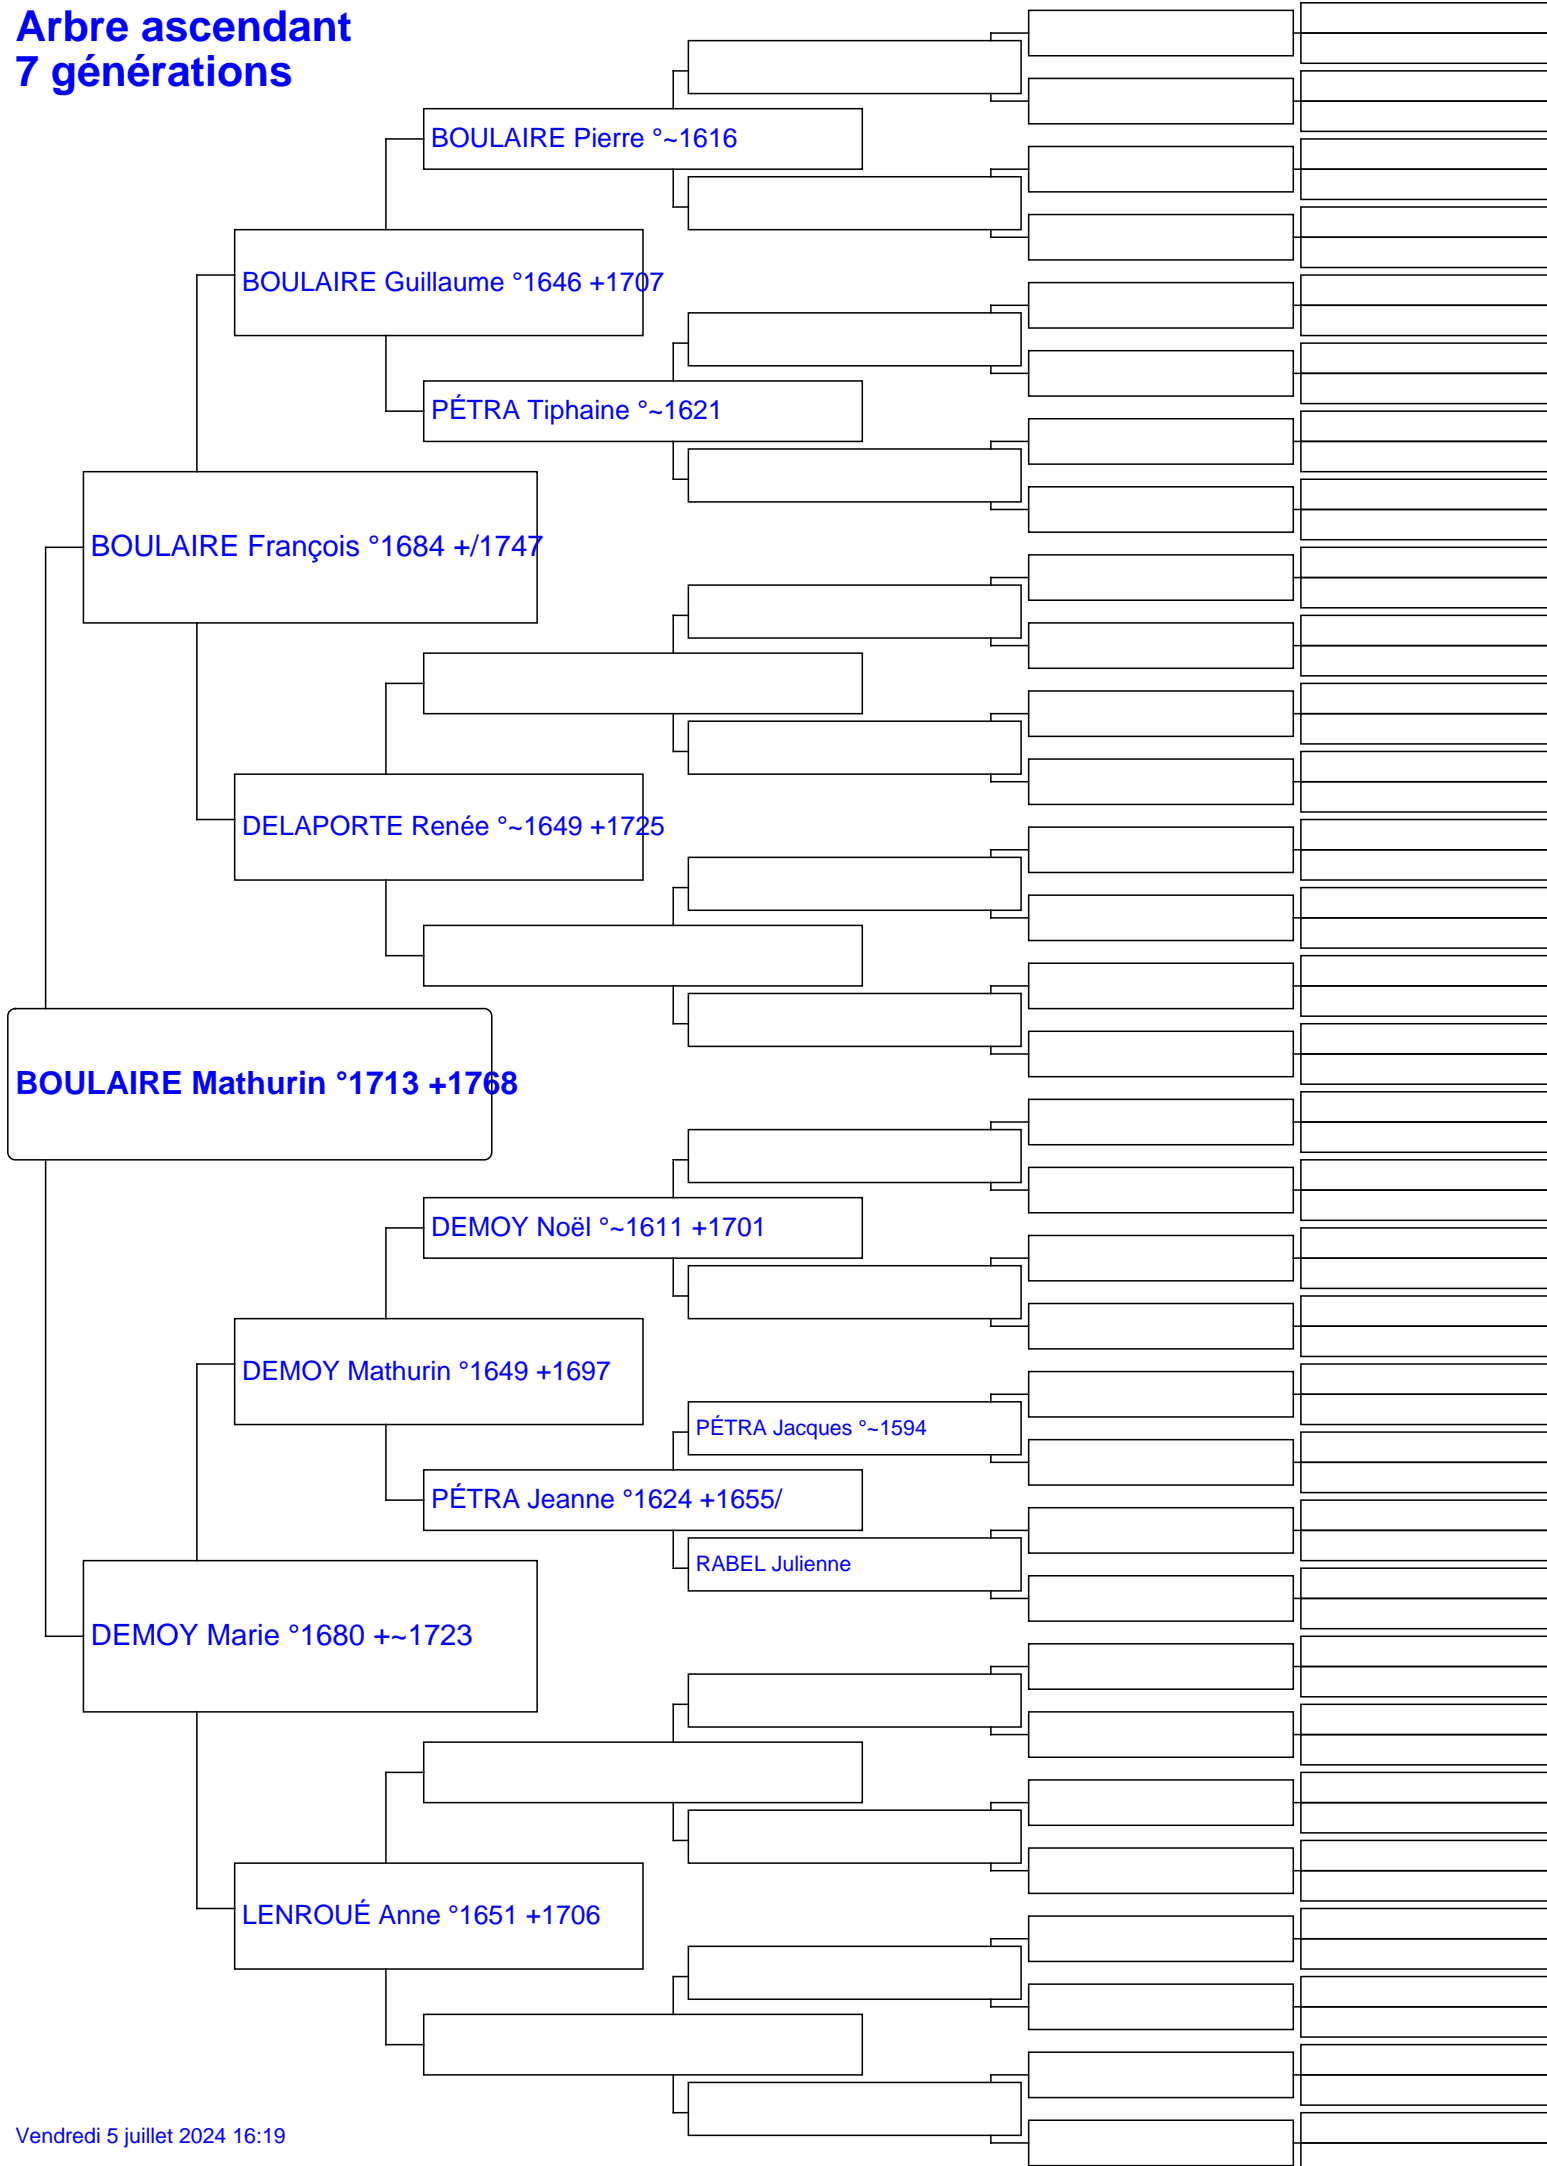 Arbre ascendant
7 générations
BOULAIRE Pierre °~1616
BOULAIRE Guillaume °1646 +1707
PÉTRA Tiphaine °~1621
BOULAIRE François °1684 +/1747
DELAPORTE Renée °~1649 +1725
BOULAIRE Mathurin °1713 +1768
DEMOY Noël °~1611 +1701
DEMOY Mathurin °1649 +1697
PÉTRA Jacques °~1594
PÉTRA Jeanne °1624 +1655/
RABEL Julienne
DEMOY Marie °1680 +~1723
LENROUÉ Anne °1651 +1706
Vendredi 5 juillet 2024 16:19